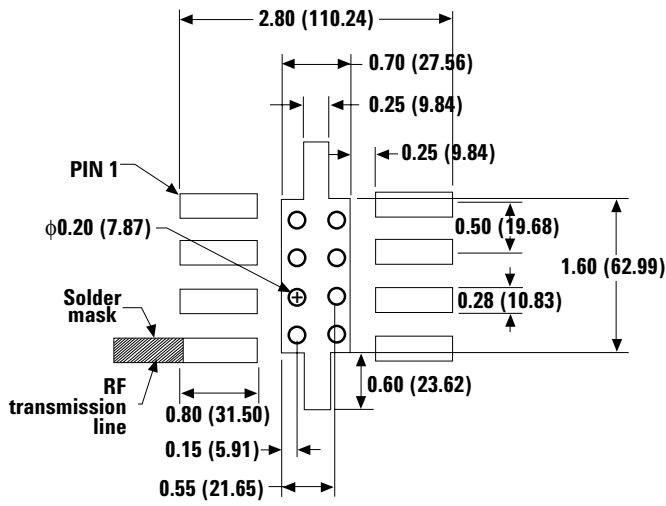 2.80 (110.24)
0.70 (27.56)
0.25 (9.84)
0.25 (9.84)
PIN 1
ϕ0.20 (7.87)
0.50 (19.68)
1.60 (62.99)
0.28 (10.83)
Solder
mask
RF
transmission
line
0.60 (23.62)
0.80 (31.50)
0.15 (5.91)
0.55 (21.65)